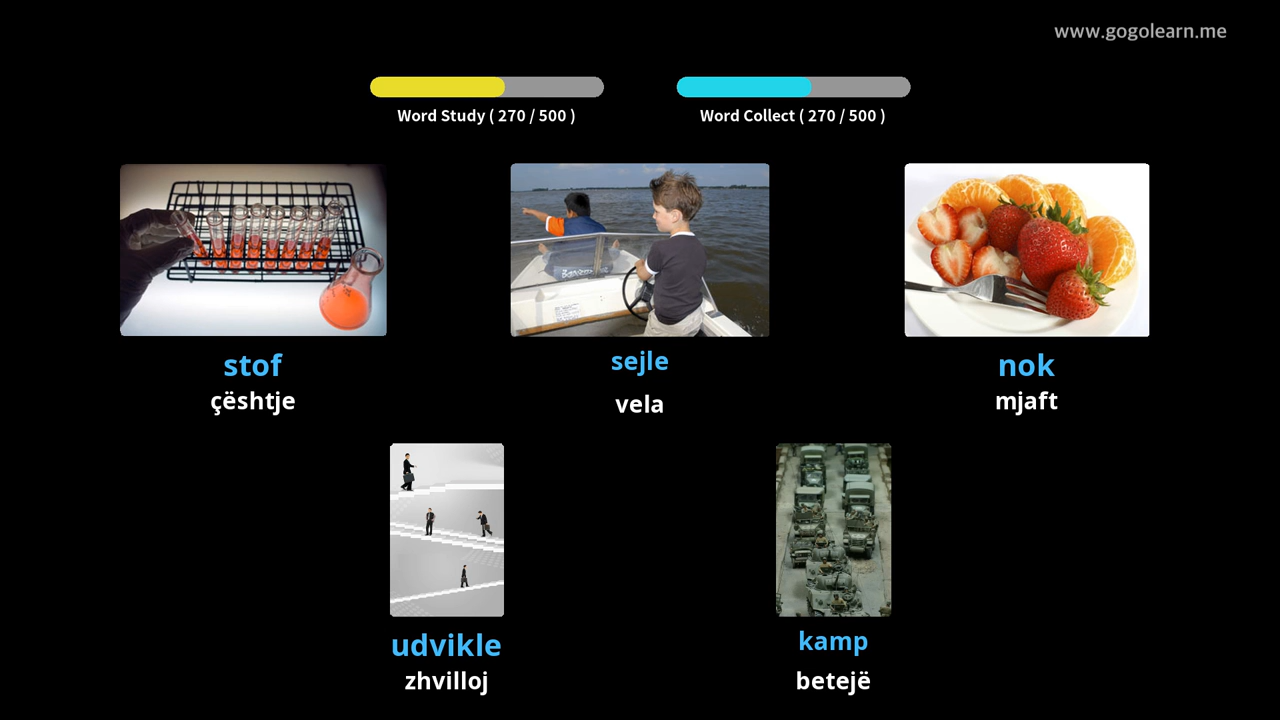 www.gogolearn.me
Word Study ( 270 / 500 )
Word Collect ( 270 / 500 )
stof
çështje
sejle
vela
nok
mjaft
udvikle
zhvilloj
kamp
betejë